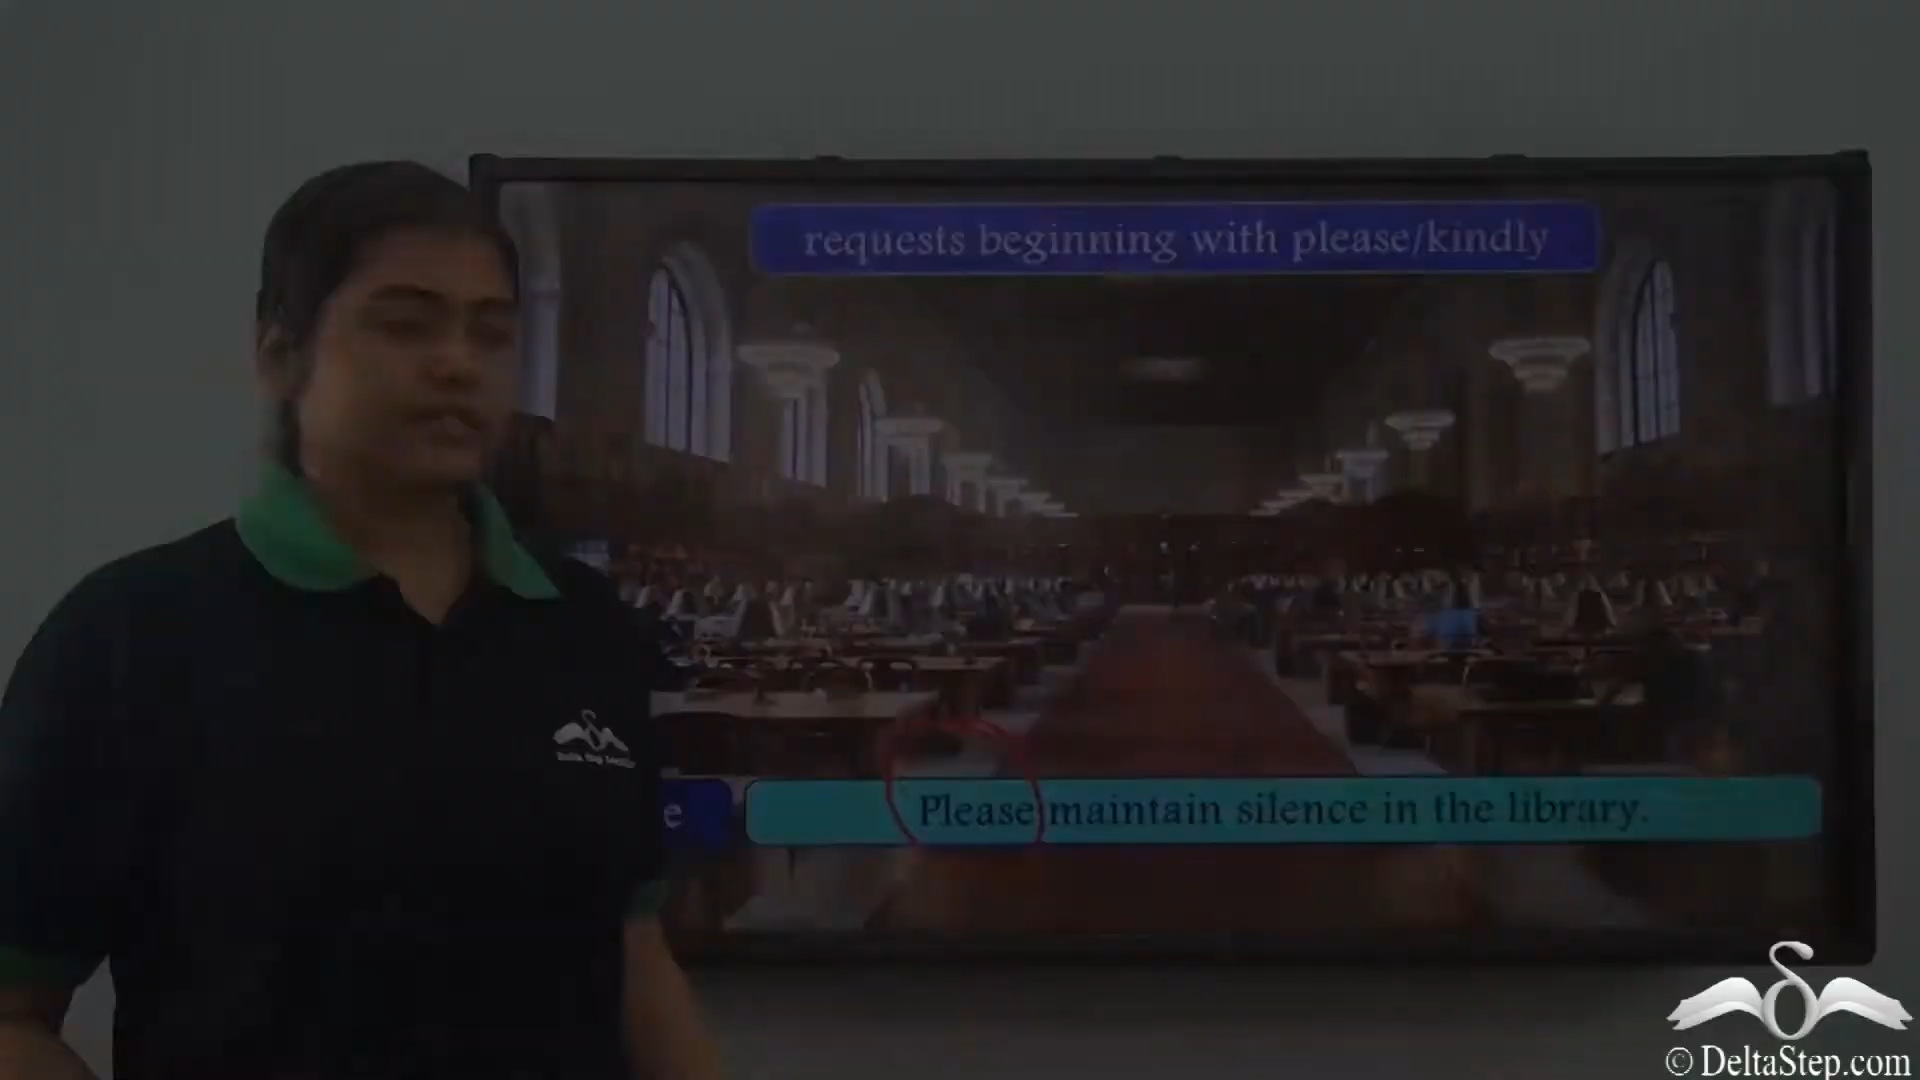 requests beginning with please/kindly
e
Please maintain silence in the library.
© DeltaStep.com